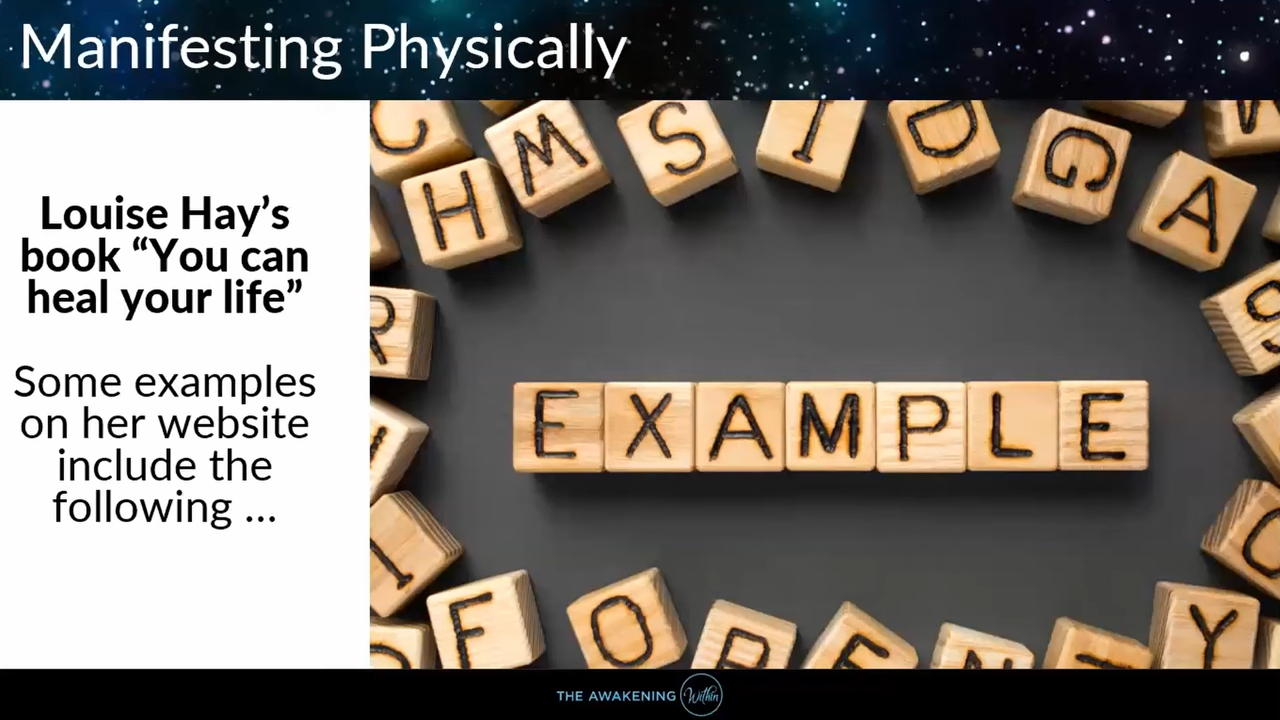 Manifesting Physically
Louise Hay’s
book “You can
heal your life”
Some examples
on her website
include the
following ...
H M S I D G A
EXAMPLE
F O
Y
THE AWAKENING Within